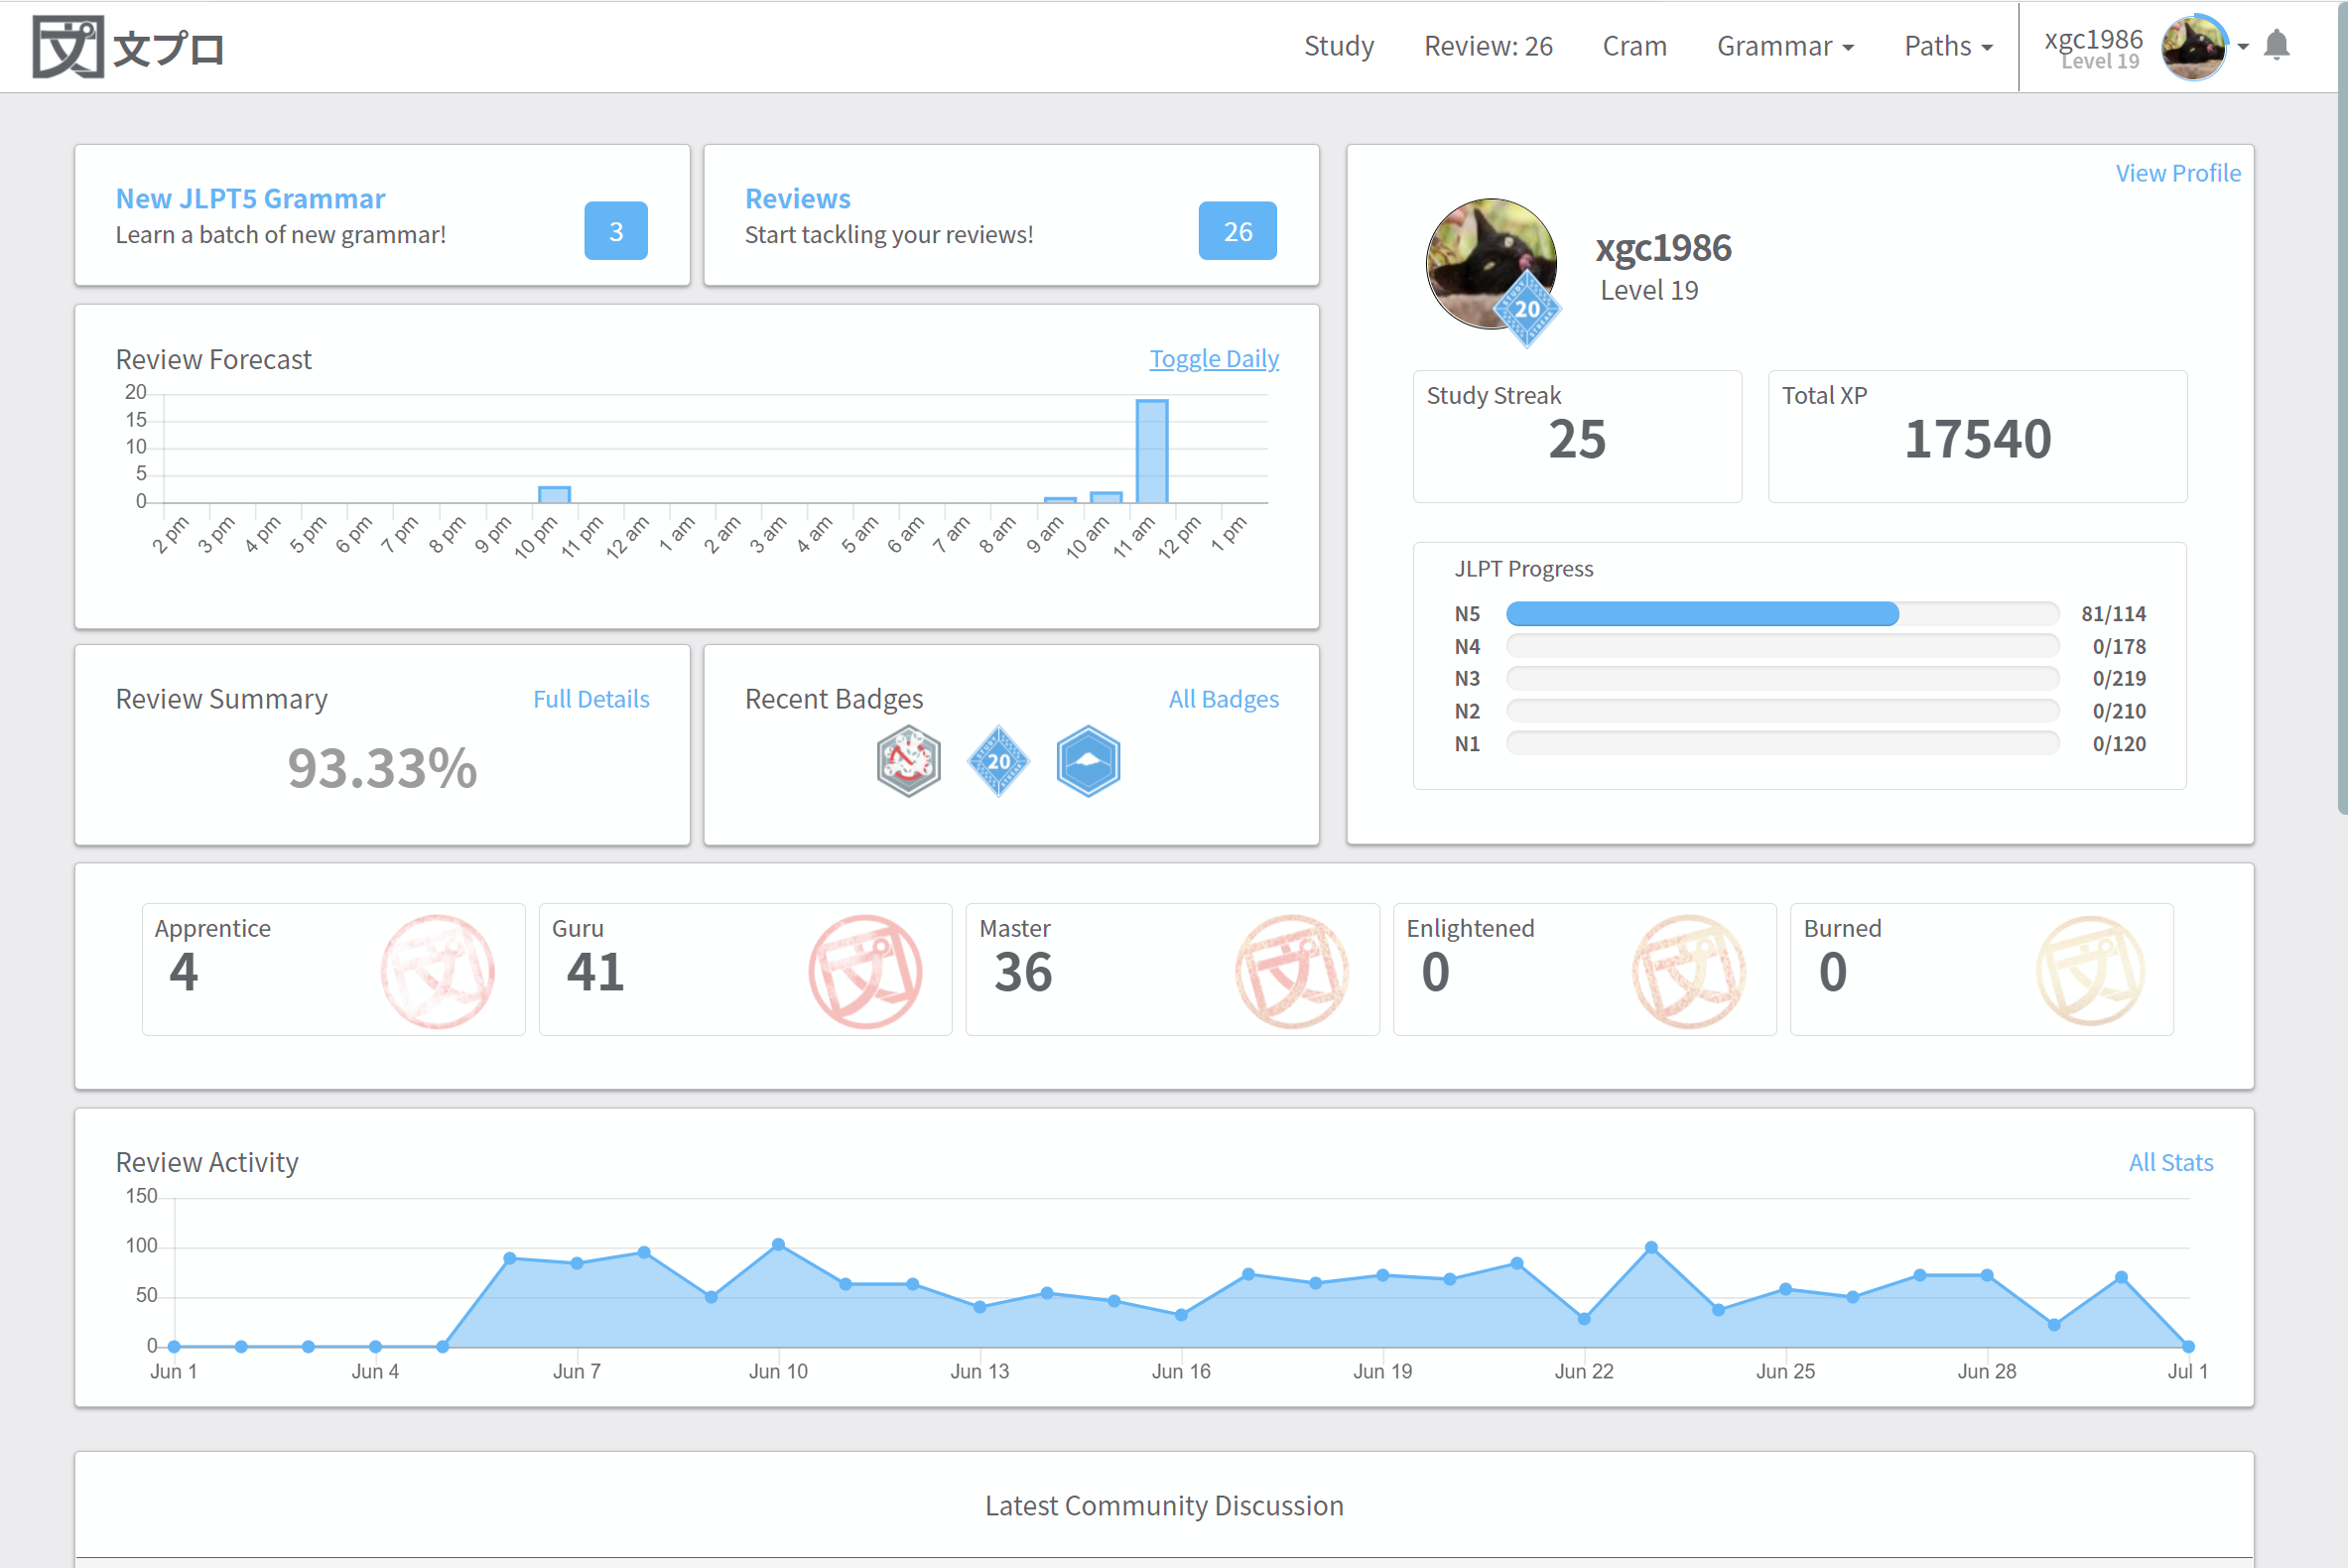 文プロ
Study
Review: 26
Cram
Grammar
Paths
xgc1986
Level 19
New JLPT5 Grammar
Learn a batch of new grammar!
3
Reviews
Start tackling your reviews!
26
View Profile
xgc1986
Level 19
STUDY 20 STREAK
Study Streak
25
Total XP
17540
Review Forecast
Toggle Daily
20
15
10
5
0
2 pm
3 pm
4 pm
5 pm
6 pm
7 pm
8 pm
9 pm
10 pm
11 pm
12 am
1 am
2 am
3 am
4 am
5 am
6 am
7 am
8 am
9 am
10 am
11 am
12 pm
1 pm
JLPT Progress
N5 81/114
N4 0/178
N3 0/219
N2 0/210
N1 0/120
Review Summary
Full Details
93.33%
Recent Badges
All Badges
STUDY 20 STREAK
Apprentice
4
Guru
41
Master
36
Enlightened
0
Burned
0
Review Activity
All Stats
150
100
50
0
Jun 1
Jun 4
Jun 7
Jun 10
Jun 13
Jun 16
Jun 19
Jun 22
Jun 25
Jun 28
Jul 1
Latest Community Discussion